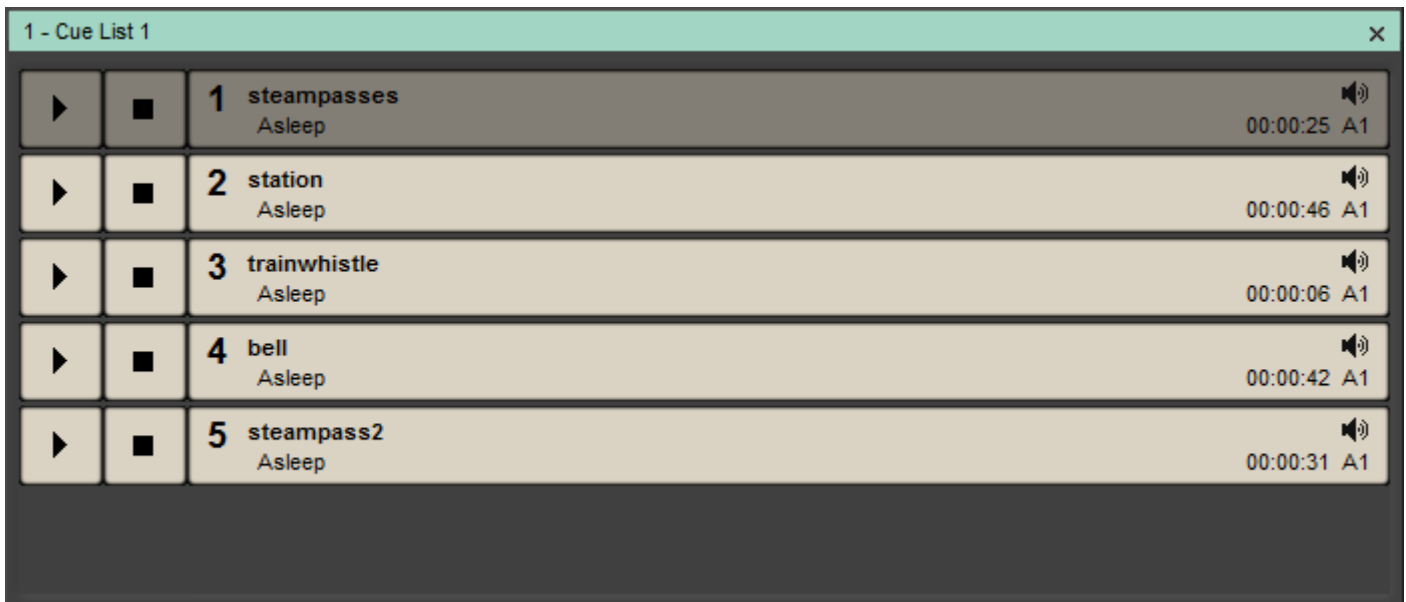 1 - Cue List 1
1 steampasses
Asleep 00:00:25 A1
2 station
Asleep 00:00:46 A1
3 trainwhistle
Asleep 00:00:06 A1
4 bell
Asleep 00:00:42 A1
5 steampass2
Asleep 00:00:31 A1